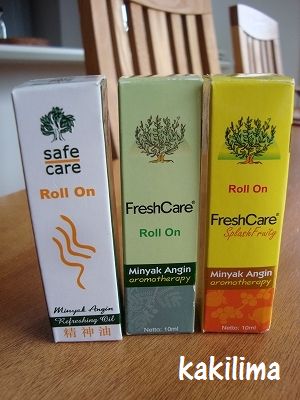 safe
care
Roll On
Minyak Angin
Refreshing Oil
精神油
FreshCare®
Roll On
Minyak Angin
aromatherapy
Netto: 10ml
Roll On
FreshCare®
SplashFruity
Minyak Angin
aromatherapy
Netto: 10ml
kakilima